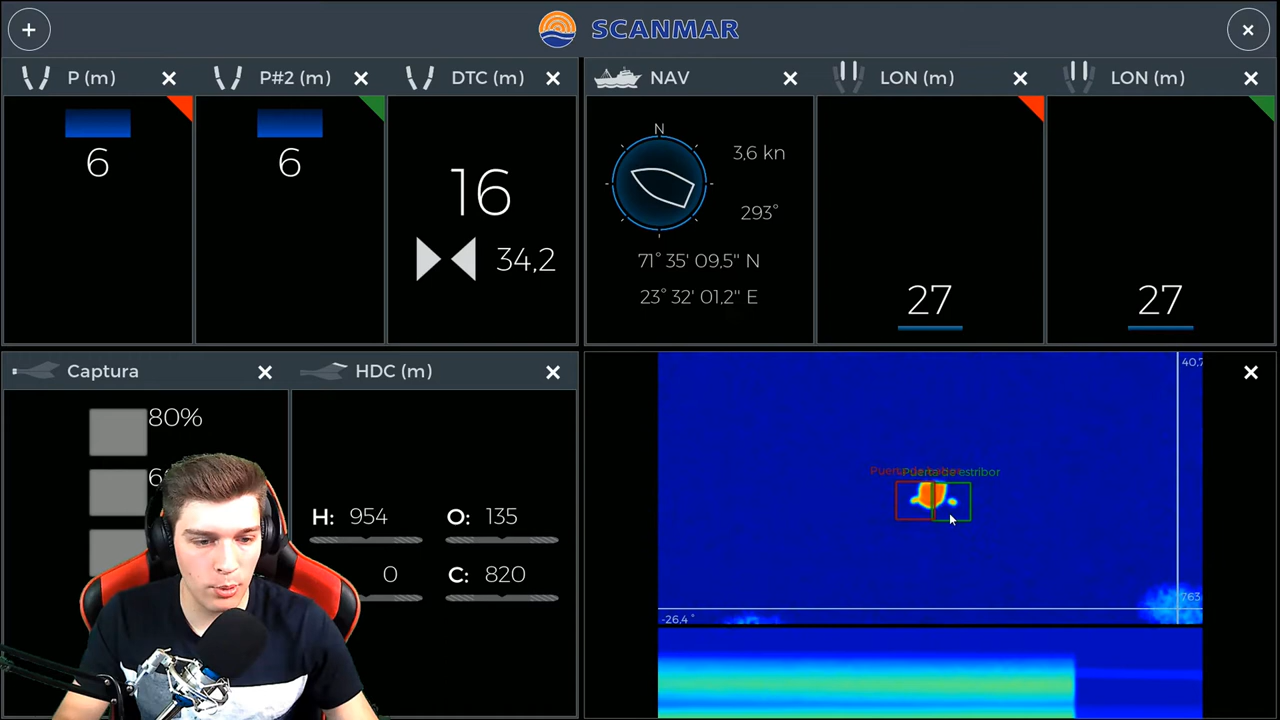 SCANMAR
P (m)
P#2 (m)
DTC (m)
NAV
LON (m)
LON (m)
6
6
16
34,2
N
3,6 kn
293°
71° 35' 09,5" N
23° 32' 01,2" E
27
27
Captura
HDC (m)
80%
H: 954
O: 135
0
C: 820
40,7
Puerta de estribor
763
-26,4 °